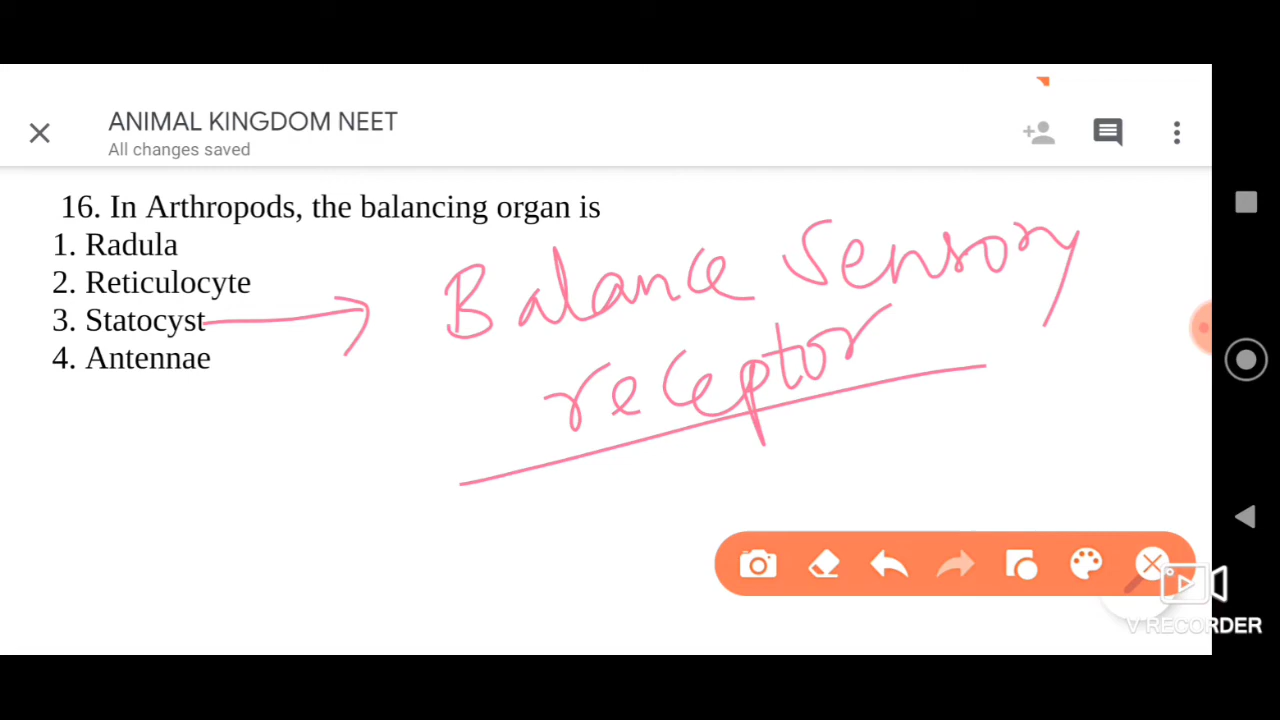 ANIMAL KINGDOM NEET
All changes saved
16. In Arthropods, the balancing organ is
1. Radula
2. Reticulocyte
3. Statocyst
4. Antennae
Balance Sensory
receptor
V RECORDER